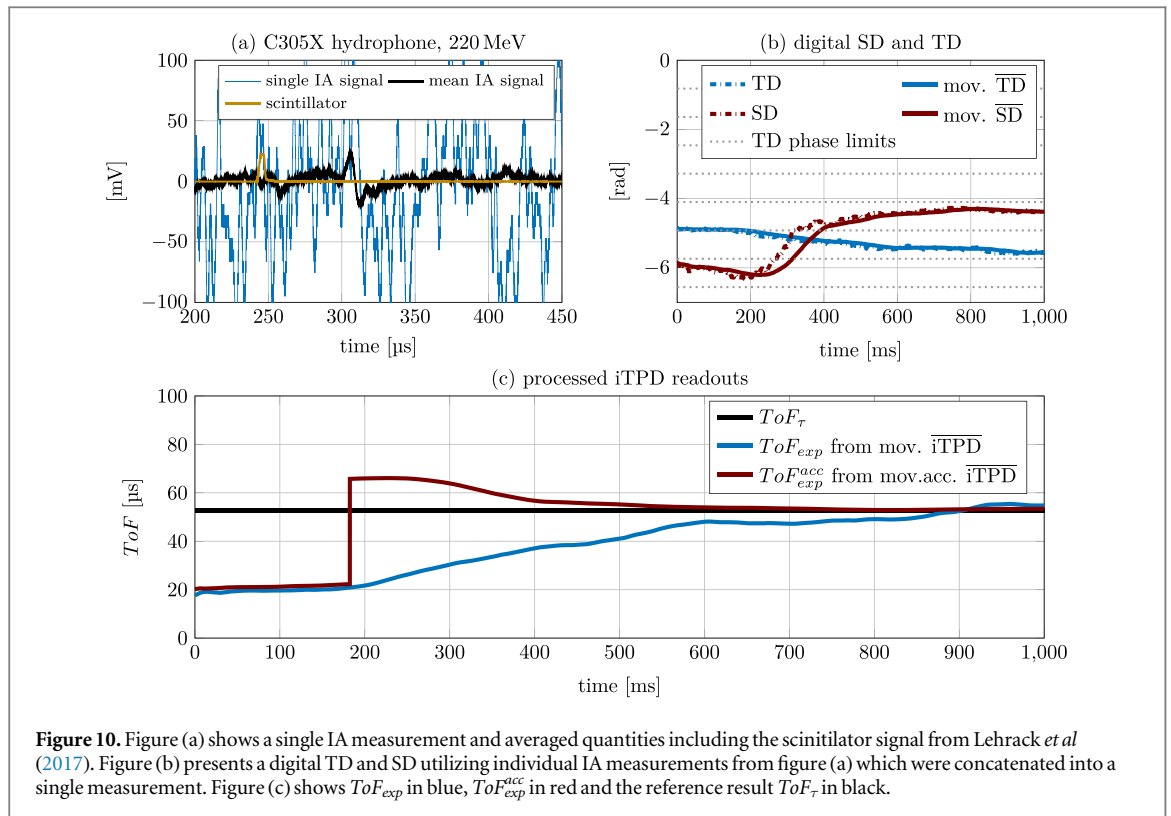 (a) C305X hydrophone, 220 MeV
100
50
0
−50
−100
[mV]
single IA signal
mean IA signal
scintillator
200
250
300
350
400
450
time [µs]
(b) digital SD and TD
0
−2
−4
−6
[rad]
TD
mov. TD
SD
mov. SD
TD phase limits
0
200
400
600
800
1,000
time [ms]
(c) processed iTPD readouts
100
80
60
40
20
0
ToF [µs]
ToFτ
ToFexp from mov. iTPD
ToFexp^acc from mov.acc. iTPD
0
100
200
300
400
500
600
700
800
900
1,000
time [ms]
Figure 10. Figure (a) shows a single IA measurement and averaged quantities including the scinitilator signal from Lehrack et al
(2017). Figure (b) presents a digital TD and SD utilizing individual IA measurements from figure (a) which were concatenated into a
single measurement. Figure (c) shows ToFexp in blue, ToFexp^acc in red and the reference result ToFτ in black.